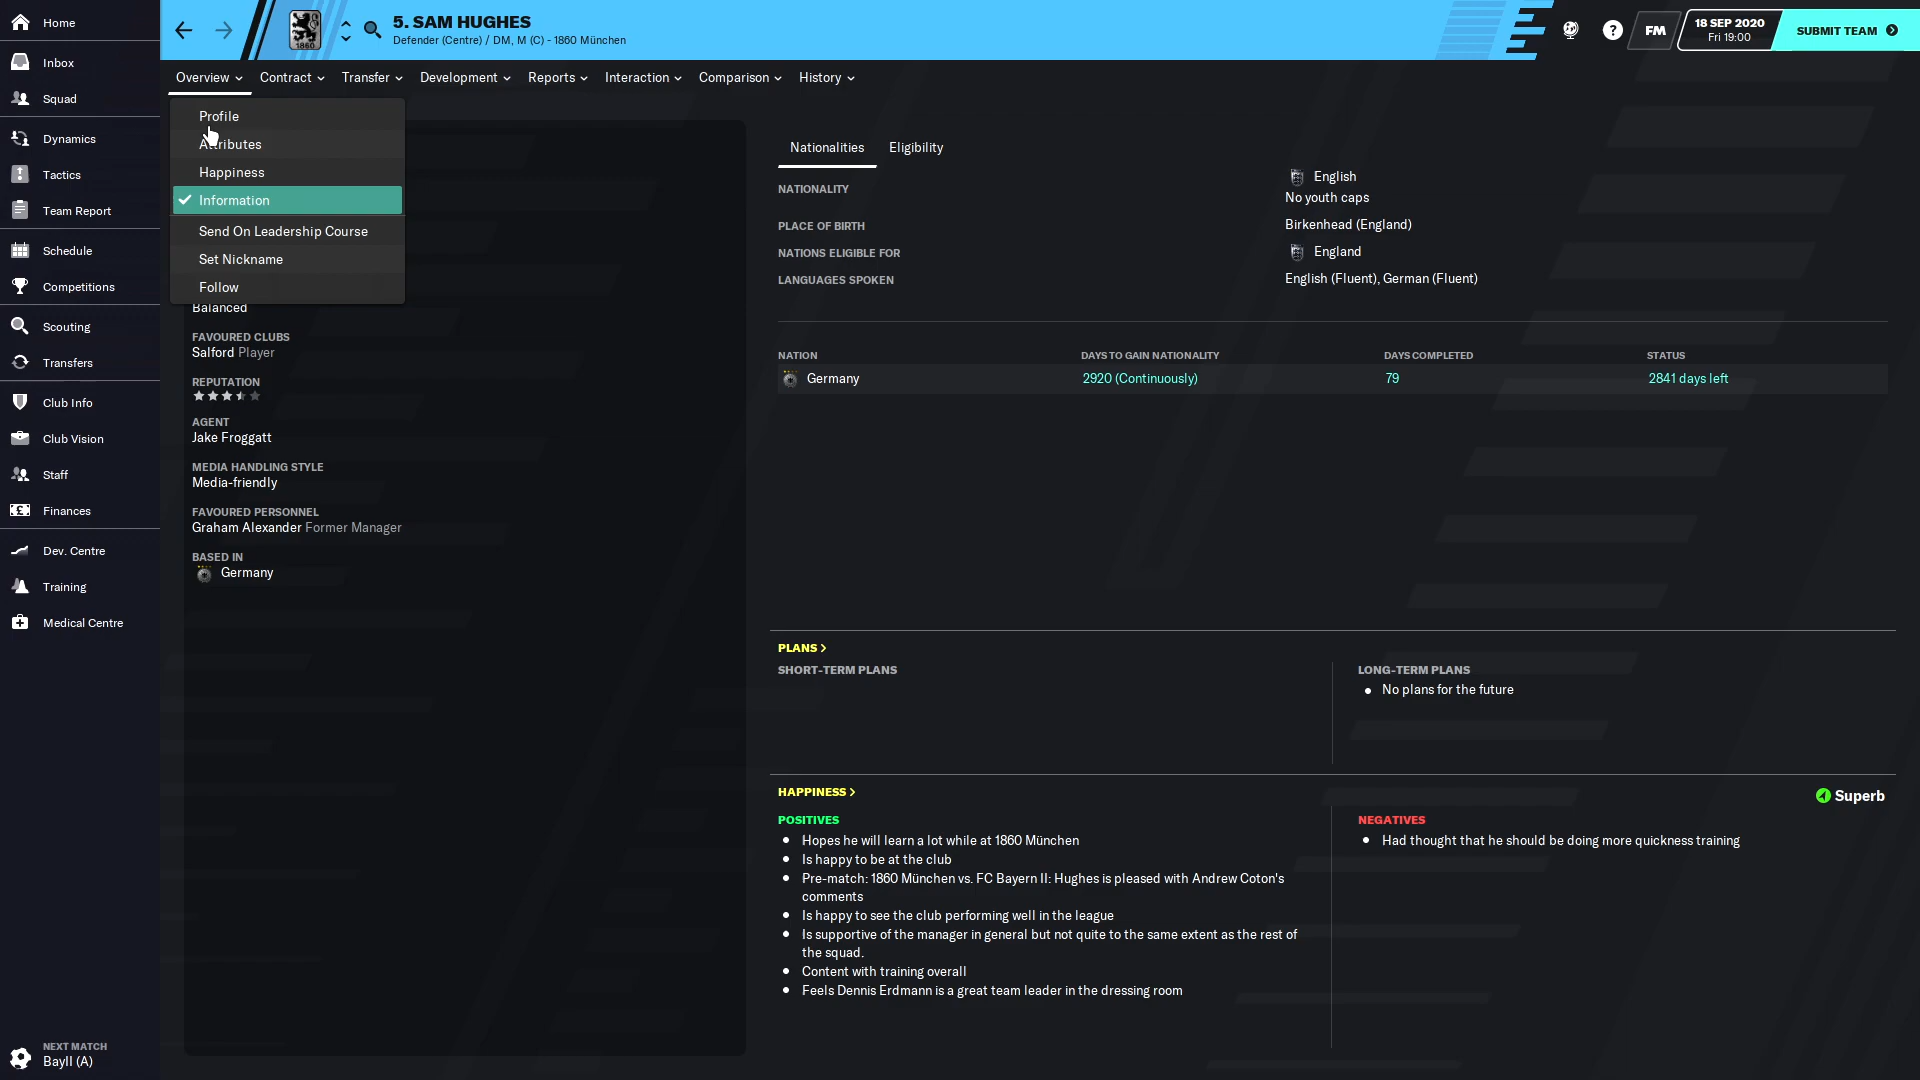 Home
Inbox
Squad
Dynamics
Tactics
Team Report
Schedule
Competitions
Scouting
Transfers
Club Info
Club Vision
Staff
Finances
Dev. Centre
Training
Medical Centre
NEXT MATCH
BayII (A)
1860
5. SAM HUGHES
Defender (Centre) / DM, M (C) - 1860 München
?
FM
18 SEP 2020
Fri 19:00
SUBMIT TEAM
Overview
Contract
Transfer
Development
Reports
Interaction
Comparison
History
Profile
Attributes
Happiness
Information
Send On Leadership Course
Set Nickname
Follow
Balanced
FAVOURED CLUBS
Salford Player
REPUTATION
AGENT
Jake Froggatt
MEDIA HANDLING STYLE
Media-friendly
FAVOURED PERSONNEL
Graham Alexander Former Manager
BASED IN
Germany
Nationalities
Eligibility
NATIONALITY
English
No youth caps
PLACE OF BIRTH
Birkenhead (England)
NATIONS ELIGIBLE FOR
England
LANGUAGES SPOKEN
English (Fluent), German (Fluent)
NATION
DAYS TO GAIN NATIONALITY
DAYS COMPLETED
STATUS
Germany
2920 (Continuously)
79
2841 days left
PLANS >
SHORT-TERM PLANS
LONG-TERM PLANS
No plans for the future
HAPPINESS >
Superb
POSITIVES
Hopes he will learn a lot while at 1860 München
Is happy to be at the club
Pre-match: 1860 München vs. FC Bayern II: Hughes is pleased with Andrew Coton's
comments
Is happy to see the club performing well in the league
Is supportive of the manager in general but not quite to the same extent as the rest of
the squad.
Content with training overall
Feels Dennis Erdmann is a great team leader in the dressing room
NEGATIVES
Had thought that he should be doing more quickness training